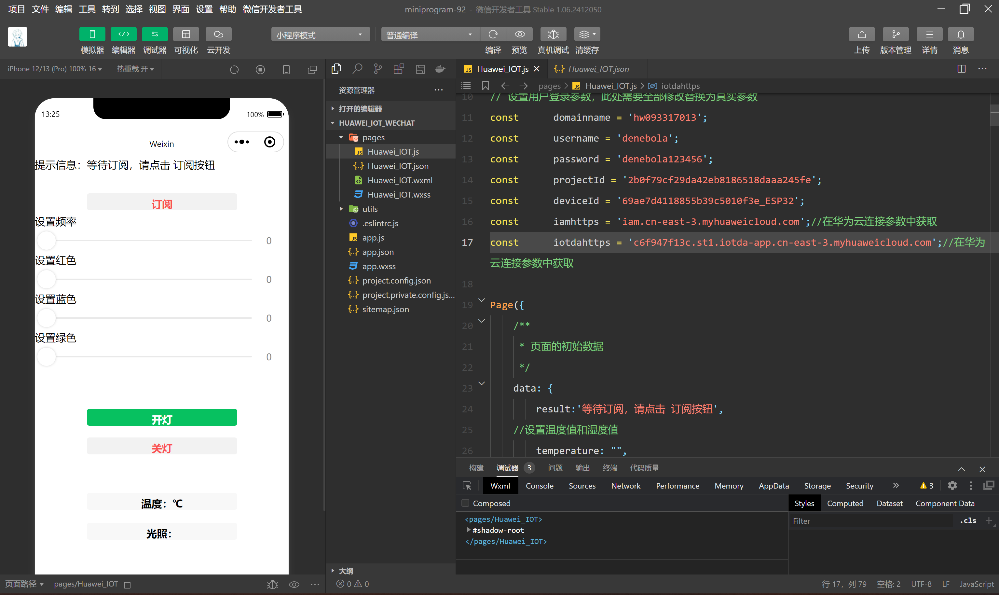 项目 文件 编辑 工具 转到 选择 视图 界面 设置 帮助 微信开发者工具
miniprogram-92 - 微信开发者工具 Stable 1.06.2412050
模拟器 编辑器 调试器 可视化 云开发
小程序模式
普通编译
编译 预览 真机调试 清缓存
上传 版本管理 详情 消息
iPhone 12/13 (Pro) 100% 16
热重载 开
13:25
100%
Weixin
提示信息：等待订阅，请点击 订阅按钮
订阅
设置频率
0
设置红色
0
设置蓝色
0
设置绿色
0
开灯
关灯
温度：℃
光照：
页面路径
pages/Huawei_IOT
资源管理器
打开的编辑器
HUAWEI_IOT_WECHAT
pages
Huawei_IOT.js
Huawei_IOT.json
Huawei_IOT.wxml
Huawei_IOT.wxss
utils
.eslintrc.js
app.js
app.json
app.wxss
project.config.json
project.private.config.js...
sitemap.json
大纲
0 0
Huawei_IOT.js
Huawei_IOT.json
pages > Huawei_IOT.js > iotdahttps
10 // 设置用户登录参数，此处需要全部修改替换为真实参数
11 const domainname = 'hw093317013';
12 const username = 'denebola';
13 const password = 'denebola123456';
14 const projectId = '2b0f79cf29da42eb8186518daaa245fe';
15 const deviceId = '69ae7d4118855b39c5010f3e_ESP32';
16 const iamhttps = 'iam.cn-east-3.myhuaweicloud.com';//在华为云连接参数中获取
17 const iotdahttps = 'c6f947f13c.st1.iotda-app.cn-east-3.myhuaweicloud.com';//在华为
云连接参数中获取
18
19 Page({
20 /**
21 * 页面的初始数据
22 */
23 data: {
24 result:'等待订阅，请点击 订阅按钮',
25 //设置温度值和湿度值
26 temperature: "",
构建 调试器 3 问题 输出 终端 代码质量
Wxml Console Sources Network Performance Memory AppData Storage Security 3
Composed
<pages/Huawei_IOT>
#shadow-root
</pages/Huawei_IOT>
Styles Computed Dataset Component Data
Filter
.cls
行 17，列 79 空格: 2 UTF-8 LF JavaScript